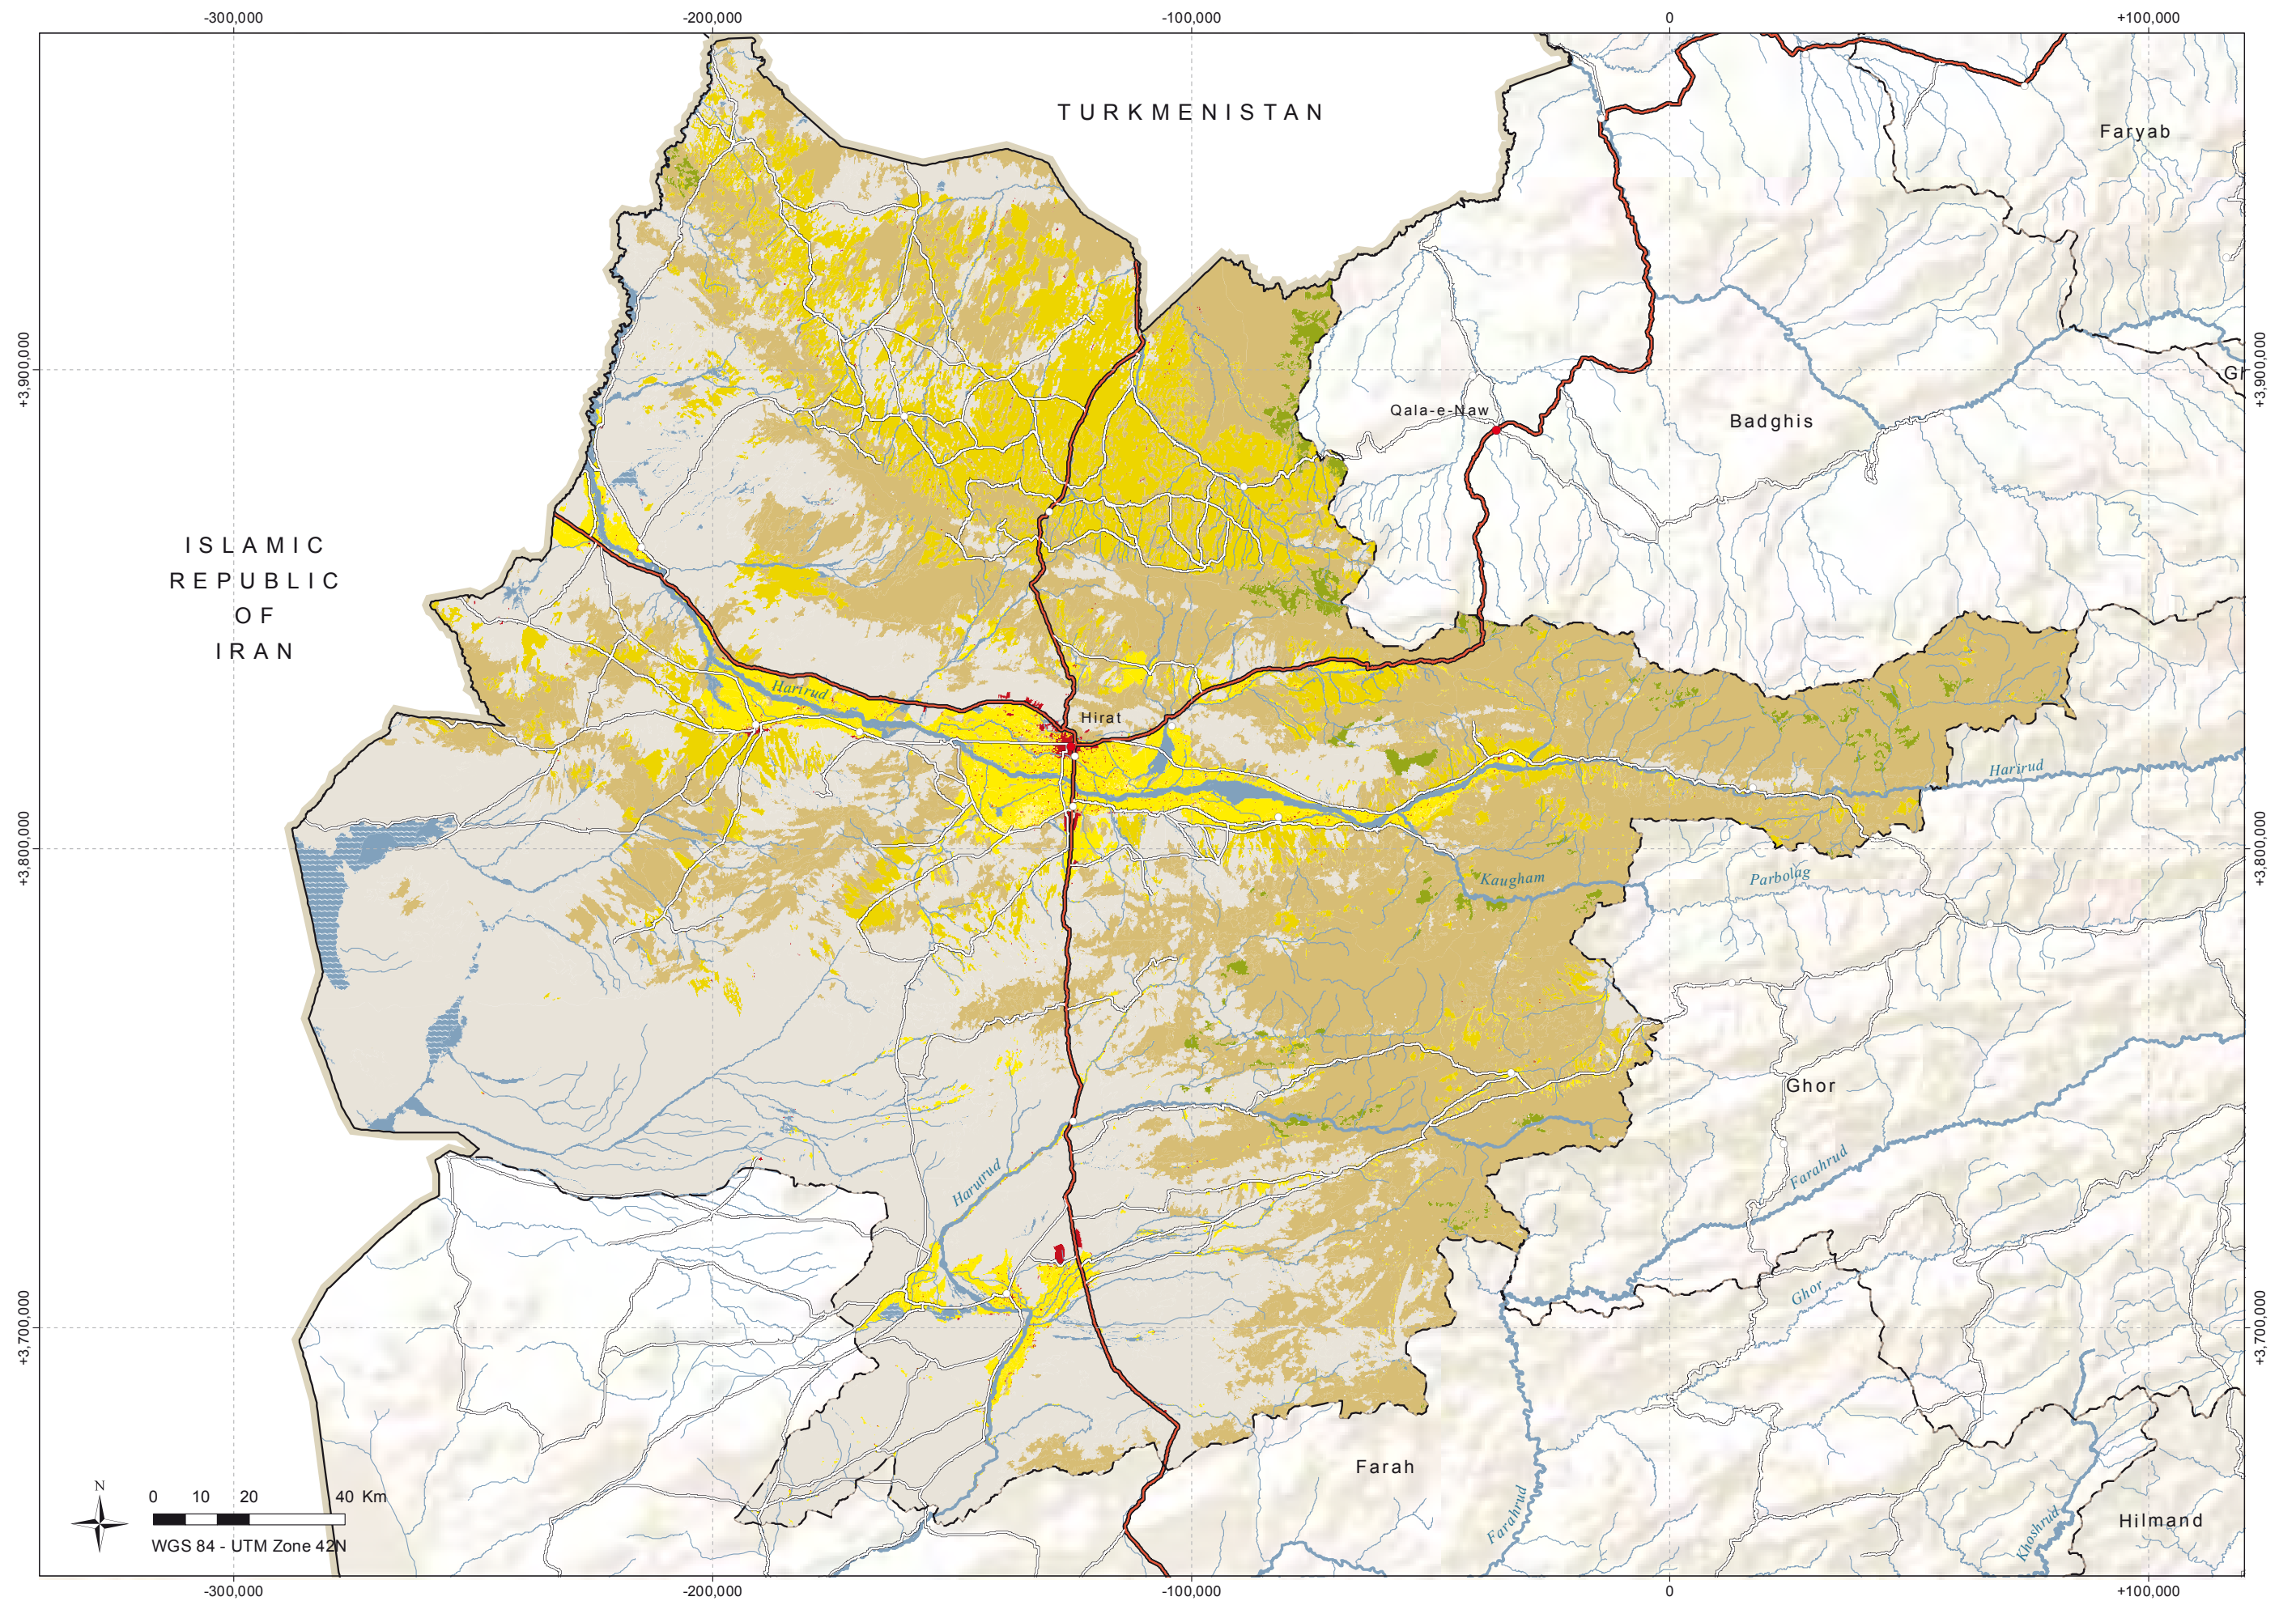 -300,000
-200,000
-100,000
0
+100,000
TURKMENISTAN
Faryab
+3,900,000
+3,900,000
Qala-e-Naw
Badghis
ISLAMIC
REPUBLIC
OF
IRAN
Harirud
Hirat
Harirud
+3,800,000
+3,800,000
Kaugham
Parbolag
Ghor
Harutrud
Farahrud
Ghor
+3,700,000
+3,700,000
Farah
Farahrud
Khoshrud
Hilmand
N
0 10 20 40 Km
WGS 84 - UTM Zone 42N
-300,000
-200,000
-100,000
0
+100,000